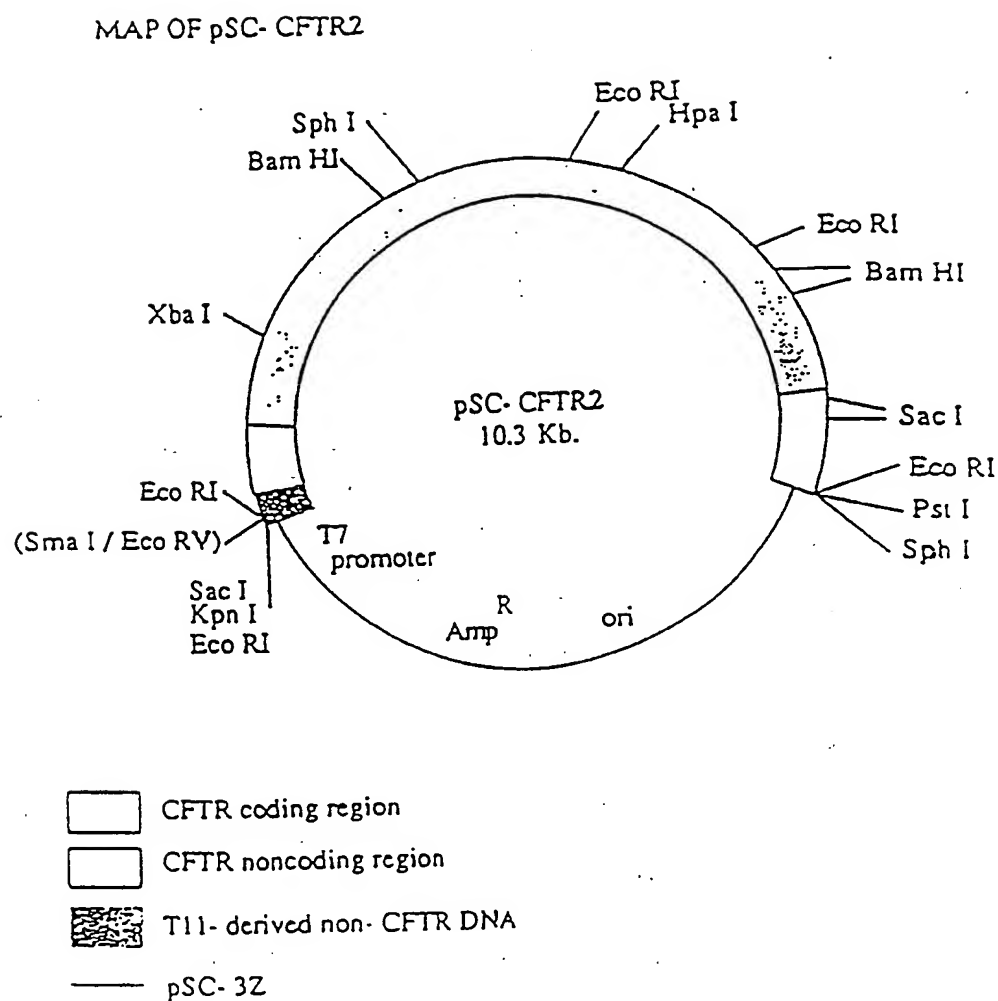 MAP OF pSC- CFTR2
Eco RI
Hpa I
Sph I
Bam HI
Eco RI
Bam HI
Xba I
pSC- CFTR2
10.3 Kb.
Sac I
Eco RI
Pst I
Sph I
Eco RI
(Sma I / Eco RV)
T7
promoter
Sac I
Kpn I
Eco RI
Amp R
ori
CFTR coding region
CFTR noncoding region
T11- derived non- CFTR DNA
pSC- 3Z